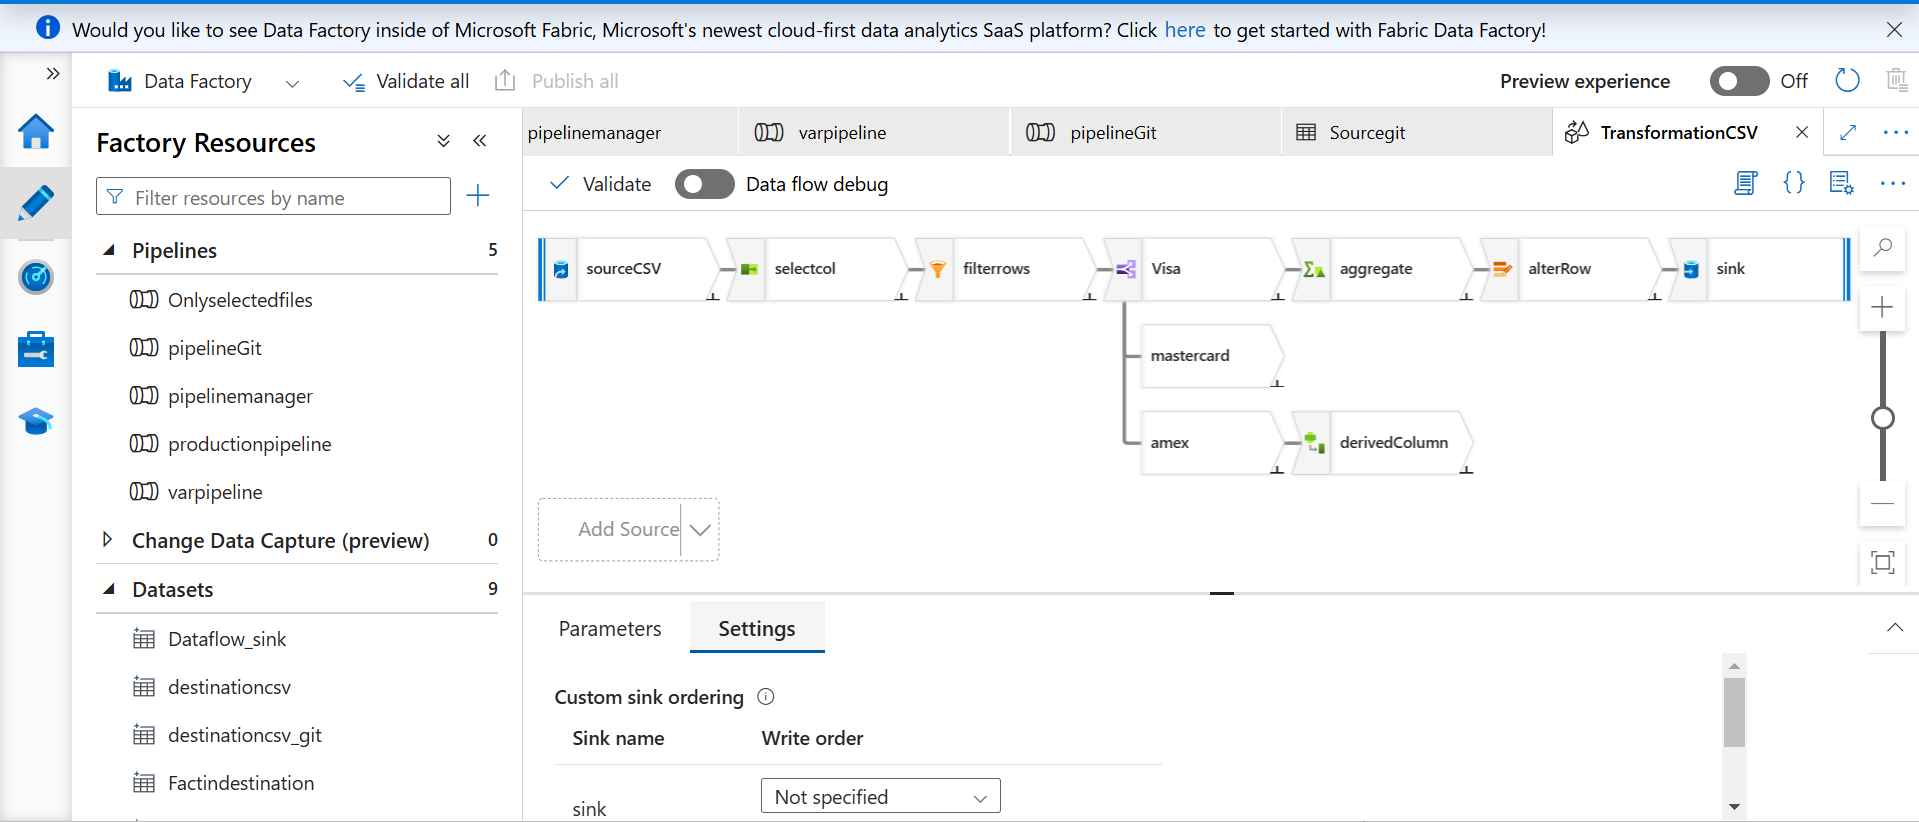 Would you like to see Data Factory inside of Microsoft Fabric, Microsoft's newest cloud-first data analytics SaaS platform? Click here to get started with Fabric Data Factory!
Data Factory
Validate all
Publish all
Preview experience
Off
Factory Resources
Filter resources by name
Pipelines 5
Onlyselectedfiles
pipelineGit
pipelinemanager
productionpipeline
varpipeline
Change Data Capture (preview) 0
Datasets 9
Dataflow_sink
destinationcsv
destinationcsv_git
Factindestination
pipelinemanager
varpipeline
pipelineGit
Sourcegit
TransformationCSV
Validate
Data flow debug
sourceCSV
selectcol
filterrows
Visa
aggregate
alterRow
sink
mastercard
amex
derivedColumn
Add Source
Parameters
Settings
Custom sink ordering
Sink name Write order
sink Not specified